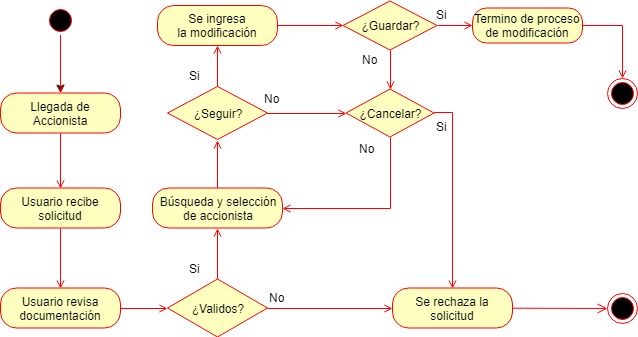 Se ingresa
la modificación
¿Guardar?
Si
Termino de proceso
de modificación
No
Si
Llegada de
Accionista
¿Seguir?
No
¿Cancelar?
Si
No
Usuario recibe
solicitud
Búsqueda y selección
de accionista
Si
Usuario revisa
documentación
¿Validos?
No
Se rechaza la
solicitud